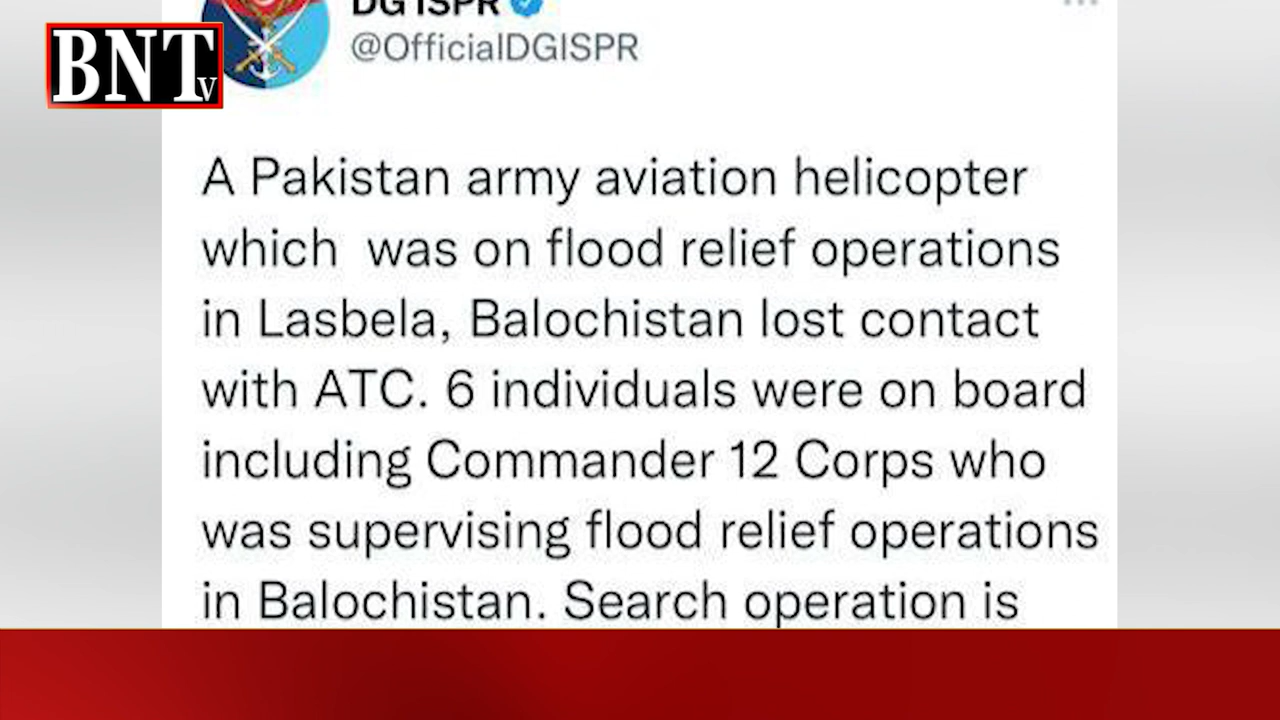 BNTV
DG ISPR
@OfficialDGISPR
A Pakistan army aviation helicopter
which was on flood relief operations
in Lasbela, Balochistan lost contact
with ATC. 6 individuals were on board
including Commander 12 Corps who
was supervising flood relief operations
in Balochistan. Search operation is